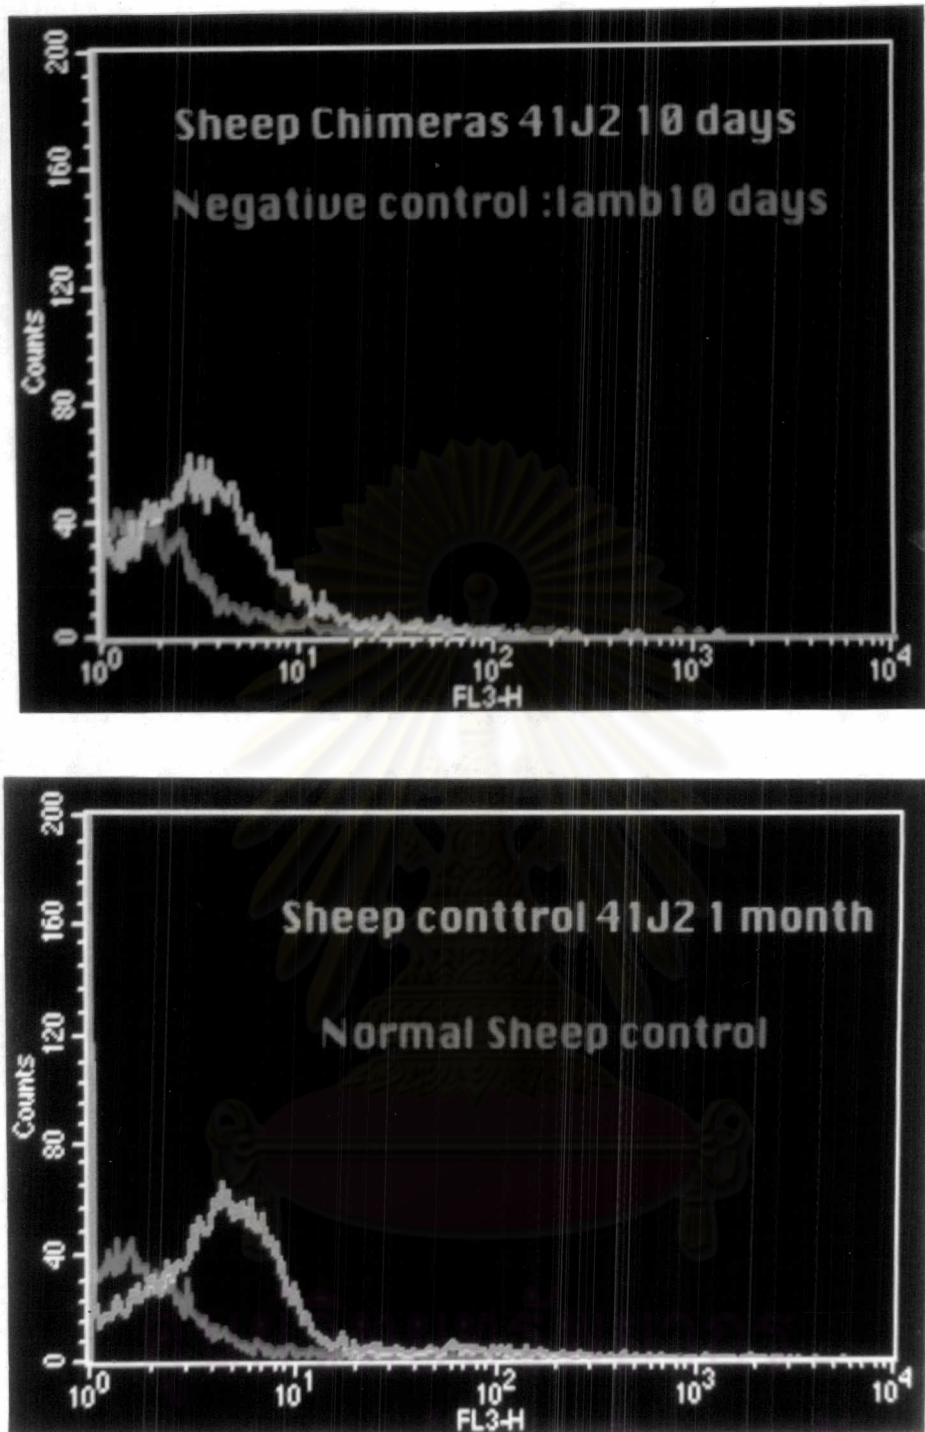 200
160
120
80
40
0
Counts
Sheep Chimeras 41J2 10 days
Negative control :lamb10 days
10^0 10^1 10^2 10^3 10^4
FL3-H
200
160
120
80
40
0
Counts
Sheep conttrol 41J2 1 month
Normal Sheep control
10^0 10^1 10^2 10^3 10^4
FL3-H